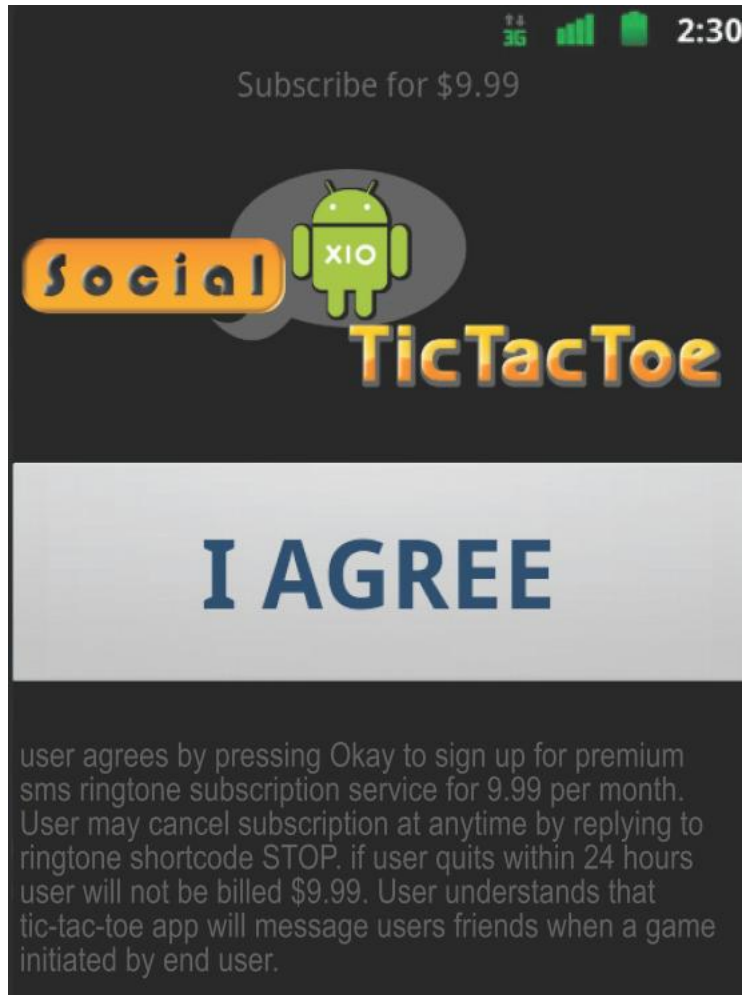 3G 2:30
Subscribe for $9.99
XIO
Social
TicTacToe
I AGREE
user agrees by pressing Okay to sign up for premium
sms ringtone subscription service for 9.99 per month.
User may cancel subscription at anytime by replying to
ringtone shortcode STOP. if user quits within 24 hours
user will not be billed $9.99. User understands that
tic-tac-toe app will message users friends when a game
initiated by end user.